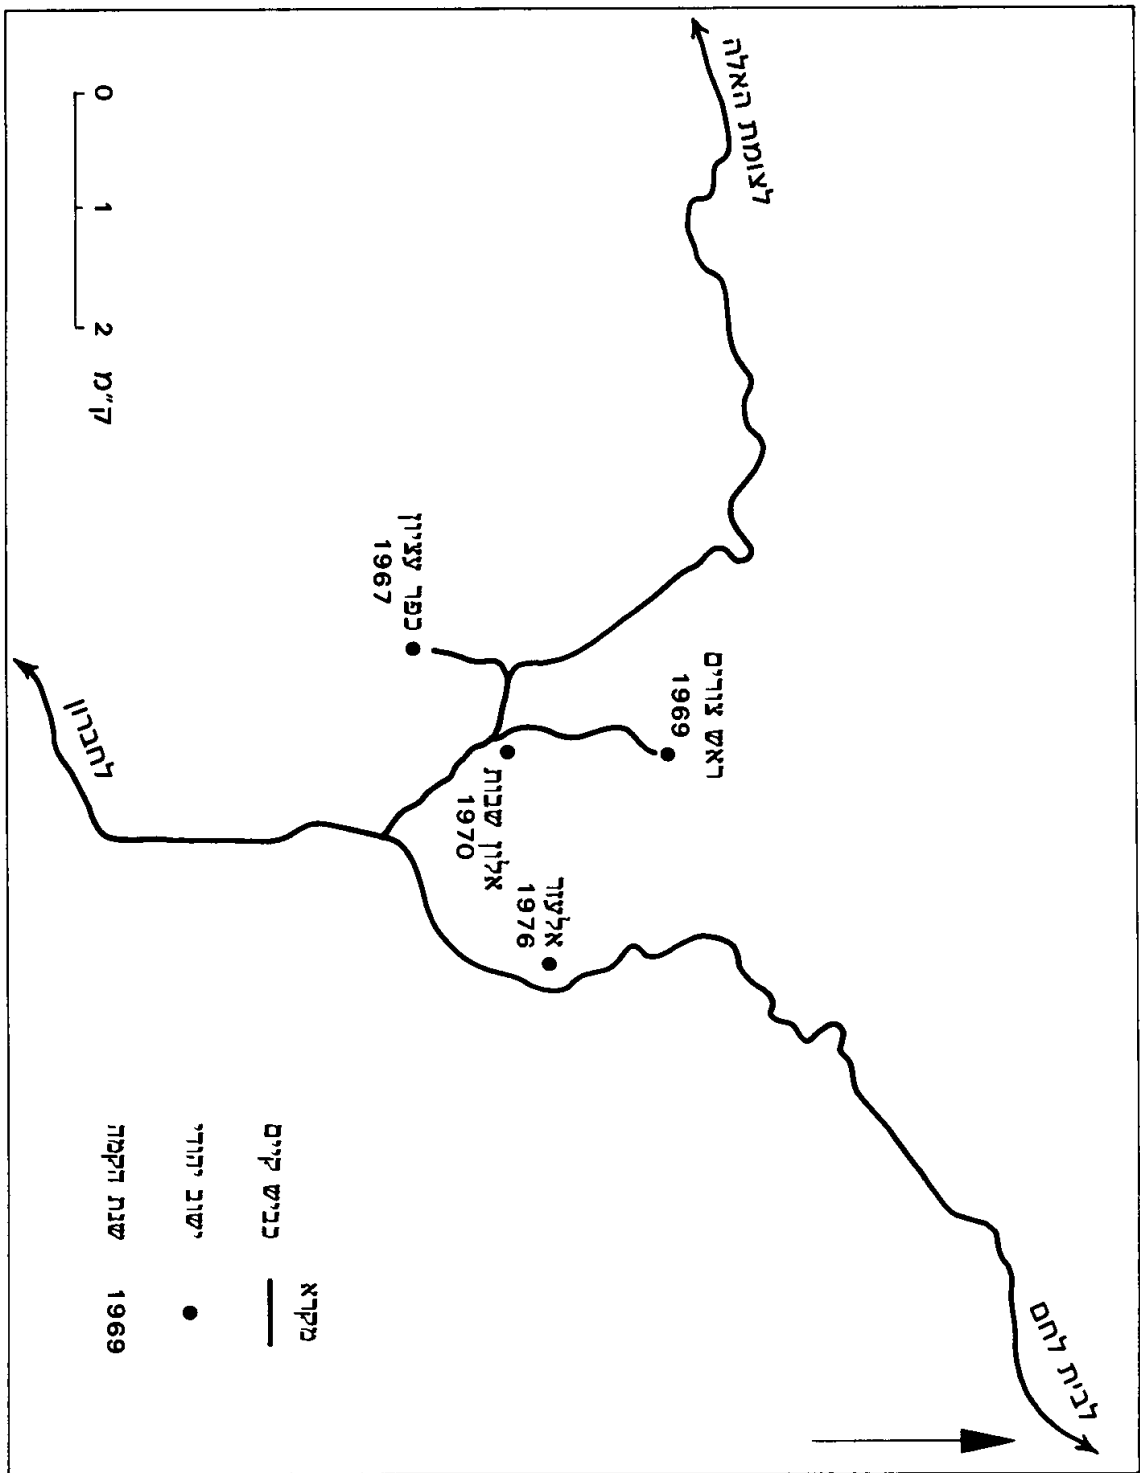 לצומת האלה
0 1 2 ק"מ
כפר עציון
1967
ראש צורים
1969
אלון שבות
1970
אלעזר
1976
לחברון
לבית לחם
מקרא
כביש קיים
ישוב יהודי
1969 שנת הקמה